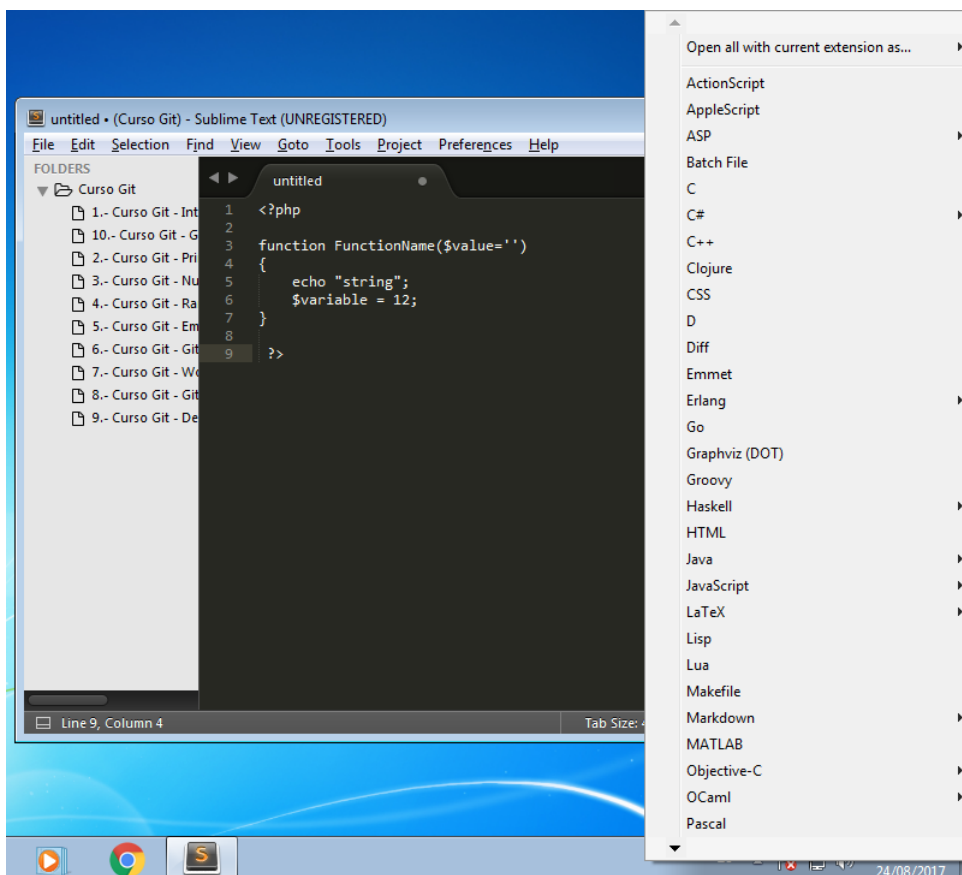 untitled • (Curso Git) - Sublime Text (UNREGISTERED)
File Edit Selection Find View Goto Tools Project Preferences Help
FOLDERS
Curso Git
1.- Curso Git - Int
10.- Curso Git - G
2.- Curso Git - Pri
3.- Curso Git - Nu
4.- Curso Git - Ra
5.- Curso Git - Em
6.- Curso Git - Git
7.- Curso Git - Wo
8.- Curso Git - Git
9.- Curso Git - De
untitled
1 <?php
2
3 function FunctionName($value='')
4 {
5 echo "string";
6 $variable = 12;
7 }
8
9 ?>
Line 9, Column 4
Tab Size: 4
Open all with current extension as...
ActionScript
AppleScript
ASP
Batch File
C
C#
C++
Clojure
CSS
D
Diff
Emmet
Erlang
Go
Graphviz (DOT)
Groovy
Haskell
HTML
Java
JavaScript
LaTeX
Lisp
Lua
Makefile
Markdown
MATLAB
Objective-C
OCaml
Pascal
24/08/2017